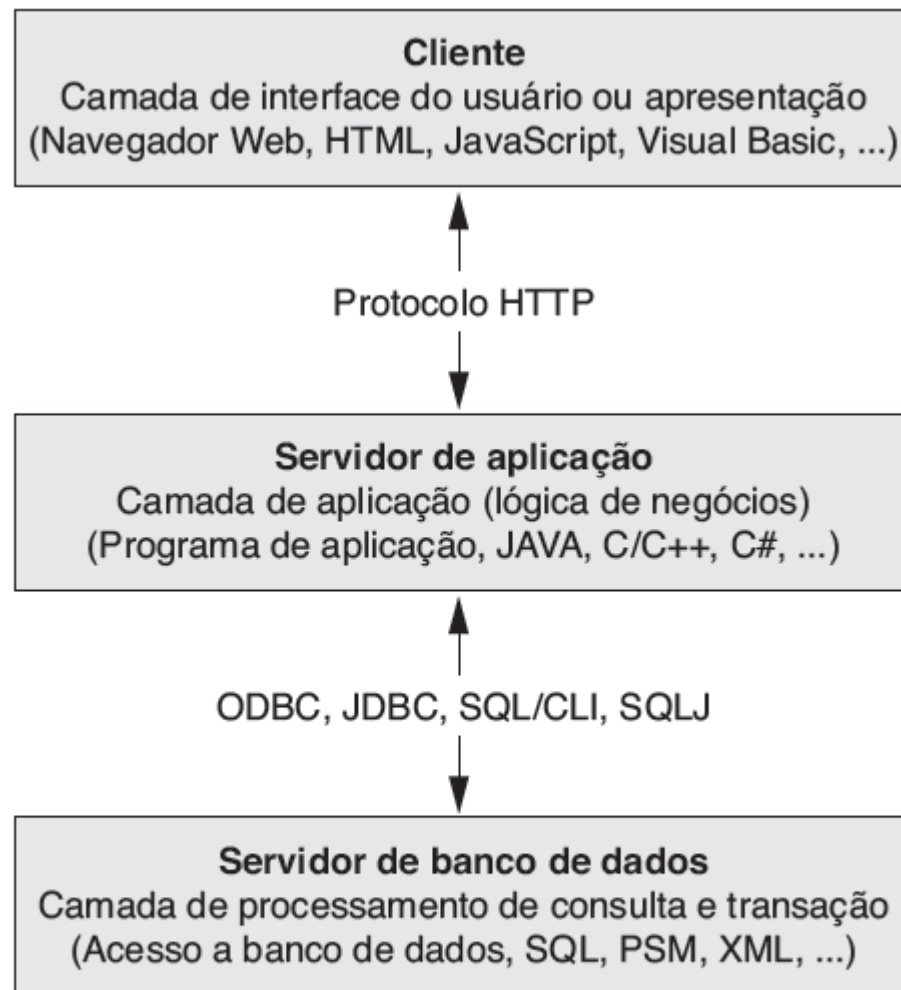 Cliente
Camada de interface do usuário ou apresentação
(Navegador Web, HTML, JavaScript, Visual Basic, ...)
Protocolo HTTP
Servidor de aplicação
Camada de aplicação (lógica de negócios)
(Programa de aplicação, JAVA, C/C++, C#, ...)
ODBC, JDBC, SQL/CLI, SQLJ
Servidor de banco de dados
Camada de processamento de consulta e transação
(Acesso a banco de dados, SQL, PSM, XML, ...)